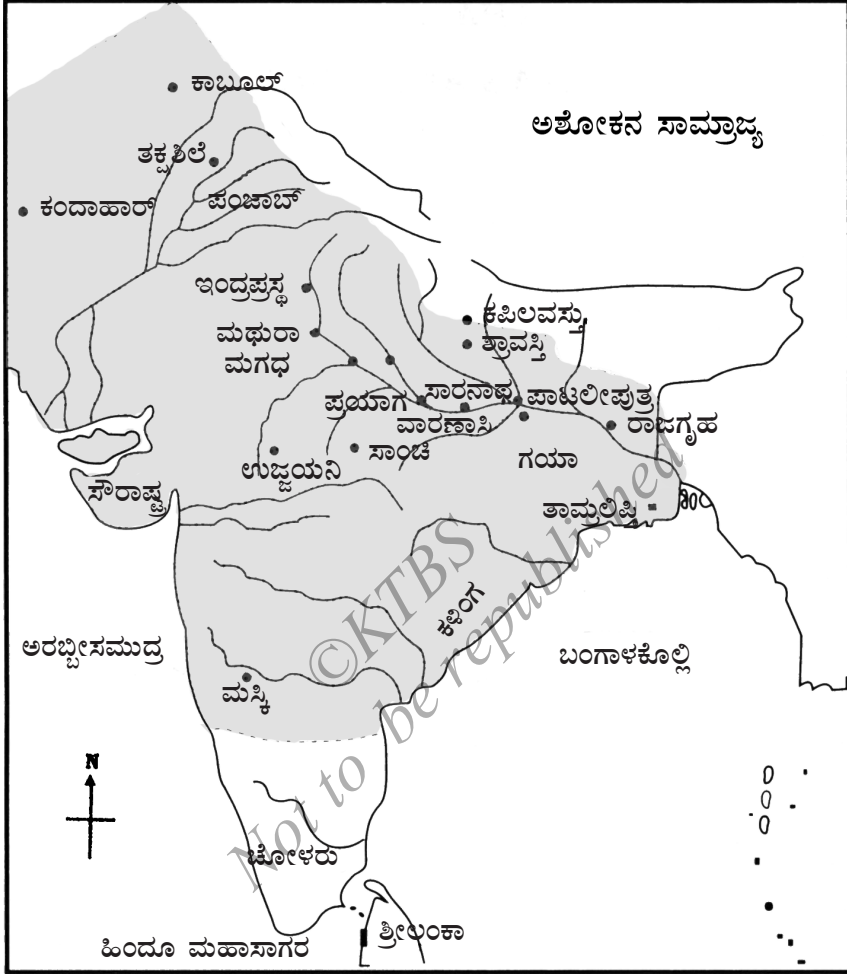 ಕಾಬೂಲ್
ಅಶೋಕನ ಸಾಮ್ರಾಜ್ಯ
ತಕ್ಷಶಿಲೆ
ಕಂದಾಹಾರ್
ಪಂಜಾಬ್
ಇಂದ್ರಪ್ರಸ್ಥ
ಕಪಿಲವಸ್ತು
ಮಥುರಾ
ಶ್ರಾವಸ್ತಿ
ಮಗಧ
ಪ್ರಯಾಗ
ಸಾರನಾಥ
ಪಾಟಲೀಪುತ್ರ
ವಾರಣಾಸಿ
ರಾಜಗೃಹ
ಉಜ್ಜಯನಿ
ಸಾಂಚಿ
ಗಯಾ
ಸೌರಾಷ್ಟ್ರ
ತಾಮ್ರಲಿಪ್ತಿ
ಕಳಿಂಗ
ಅರಬ್ಬೀಸಮುದ್ರ
ಬಂಗಾಳಕೊಲ್ಲಿ
ಮಸ್ಕಿ
N
ಚೋಳರು
ಶ್ರೀಲಂಕಾ
ಹಿಂದೂ ಮಹಾಸಾಗರ
©KTBS
Not to be republished